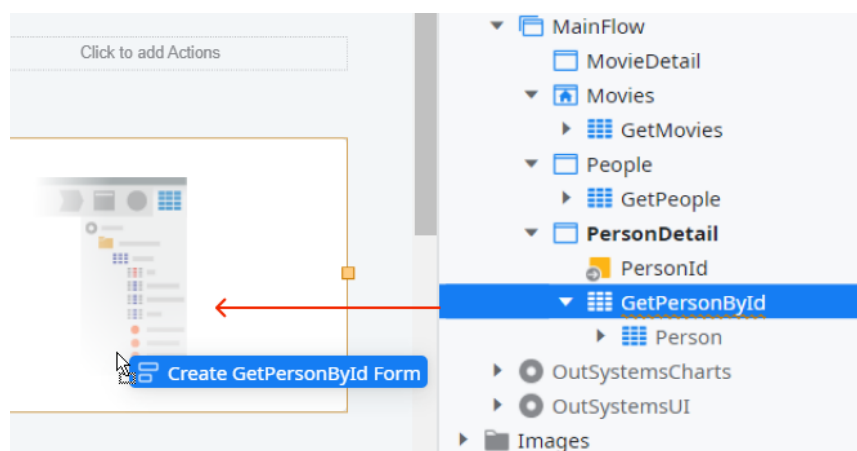 Click to add Actions
Create GetPersonById Form
MainFlow
MovieDetail
Movies
GetMovies
People
GetPeople
PersonDetail
PersonId
GetPersonById
Person
OutSystemsCharts
OutSystemsUI
Images